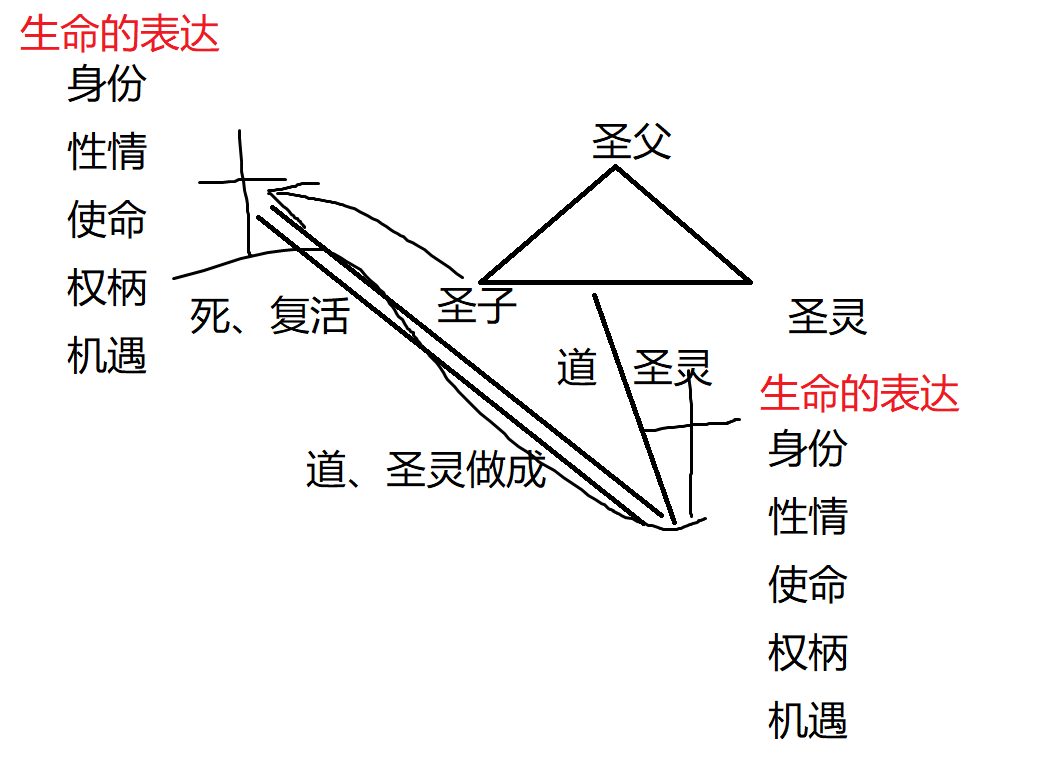 生命的表达
身份
性情
使命
权柄
机遇
圣父
圣子
圣灵
死、复活
道
圣灵
道、圣灵做成
生命的表达
身份
性情
使命
权柄
机遇